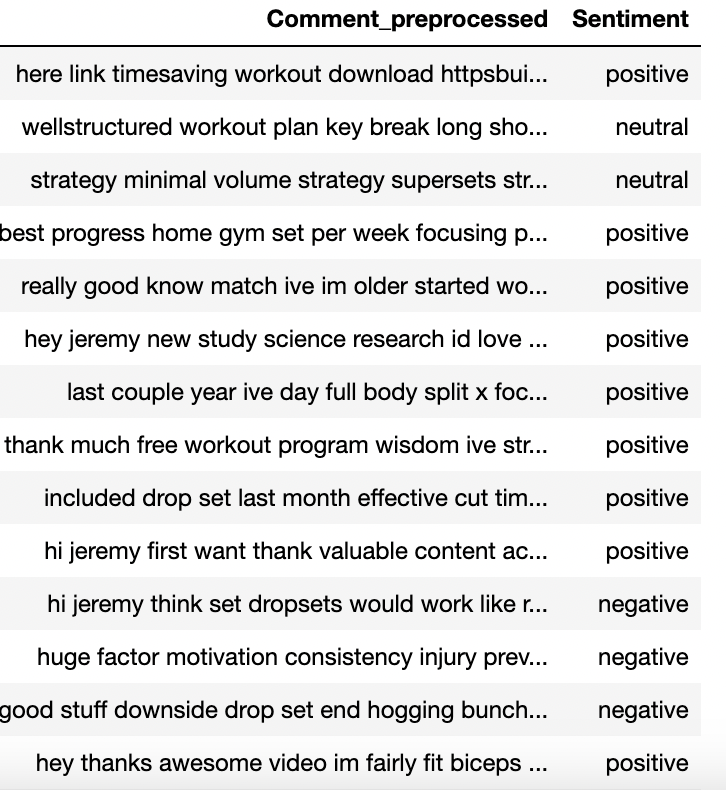 Comment_preprocessed Sentiment
here link timesaving workout download httpsbui... positive
wellstructured workout plan key break long sho... neutral
strategy minimal volume strategy supersets str... neutral
best progress home gym set per week focusing p... positive
really good know match ive im older started wo... positive
hey jeremy new study science research id love ... positive
last couple year ive day full body split x foc... positive
thank much free workout program wisdom ive str... positive
included drop set last month effective cut tim... positive
hi jeremy first want thank valuable content ac... positive
hi jeremy think set dropsets would work like r... negative
huge factor motivation consistency injury prev... negative
good stuff downside drop set end hogging bunch... negative
hey thanks awesome video im fairly fit biceps ... positive